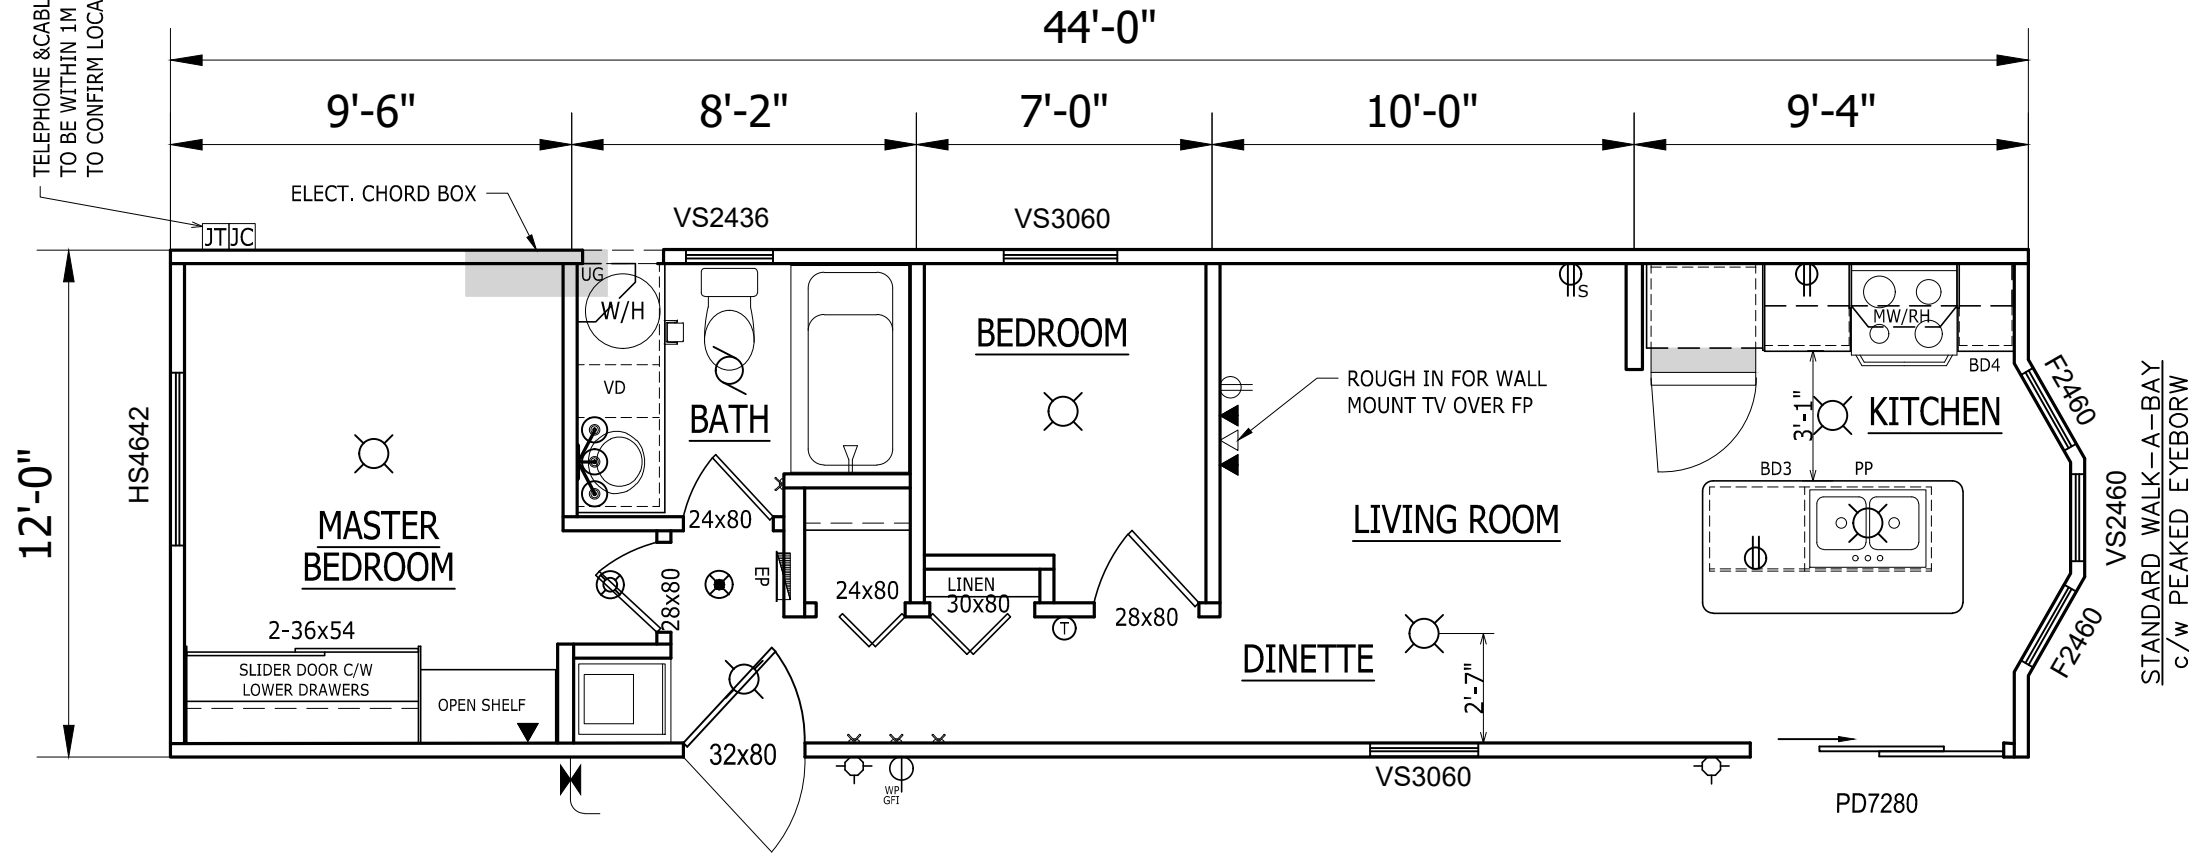 44'-0"
9'-6"
8'-2"
7'-0"
10'-0"
9'-4"
TELEPHONE &CABL
TO BE WITHIN 1M
TO CONFIRM LOCA
ELECT. CHORD BOX
JT JC
VS2436
VS3060
UG
W/H
VD
BATH
BEDROOM
S
MW/RH
BD4
ROUGH IN FOR WALL
MOUNT TV OVER FP
3'-1"
KITCHEN
F2460
HS4642
12'-0"
MASTER
BEDROOM
BD3
PP
LIVING ROOM
VS2460
STANDARD WALK-A-BAY
c/w PEAKED EYEBORW
24x80
28x80
EP
24x80
LINEN
30x80
28x80
T
2-36x54
SLIDER DOOR C/W
LOWER DRAWERS
OPEN SHELF
DINETTE
2'-7"
F2460
32x80
WP
GFI
VS3060
PD7280